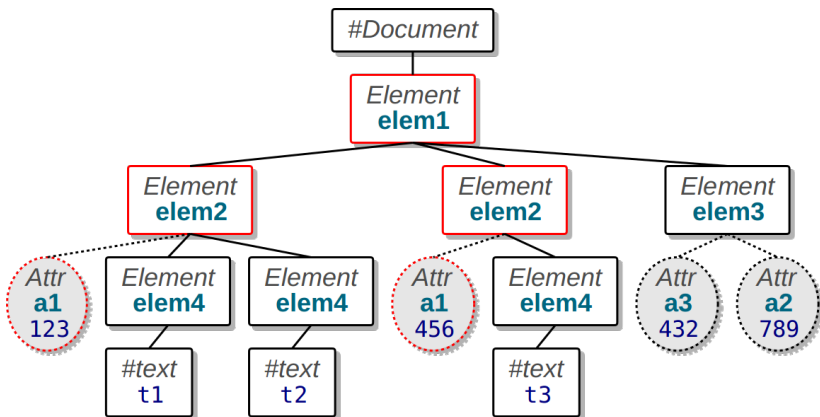 #Document
Element
elem1
Element
elem2
Element
elem2
Element
elem3
Attr
a1
123
Element
elem4
Element
elem4
Attr
a1
456
Element
elem4
Attr
a3
432
Attr
a2
789
#text
t1
#text
t2
#text
t3